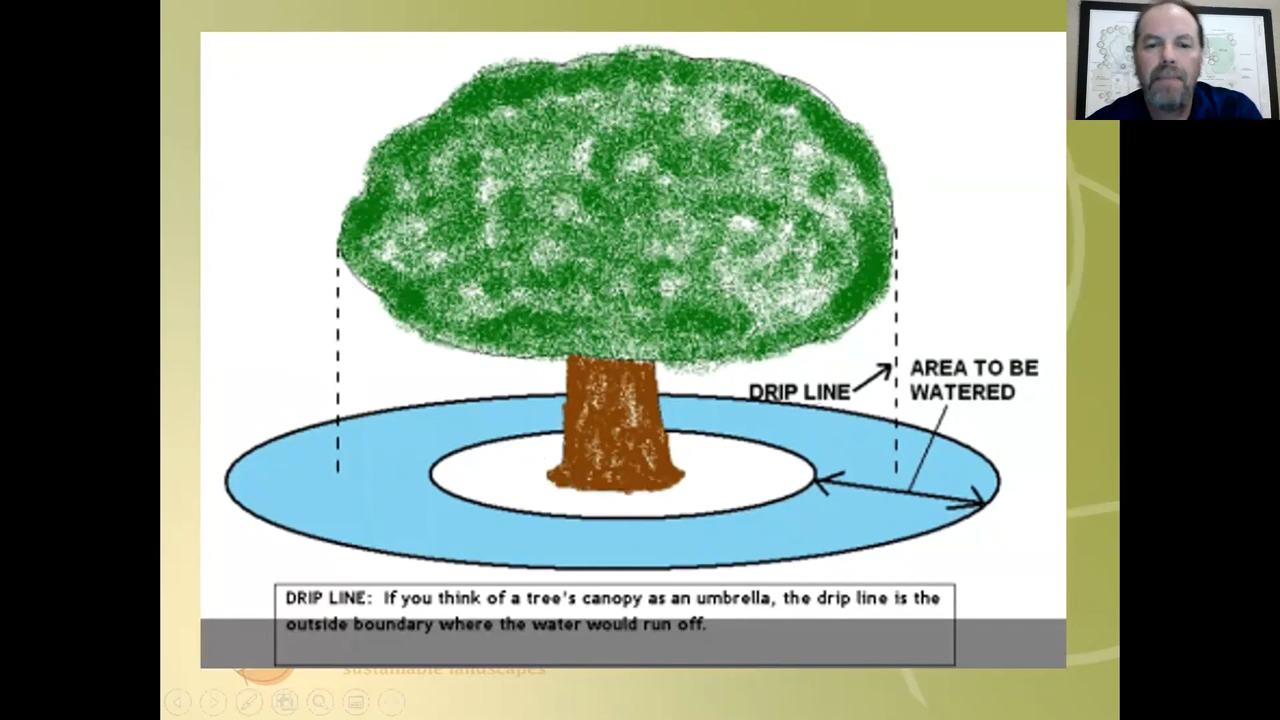 DRIP LINE
AREA TO BE
WATERED
DRIP LINE: If you think of a tree's canopy as an umbrella, the drip line is the
outside boundary where the water would run off.
sustainable landscapes